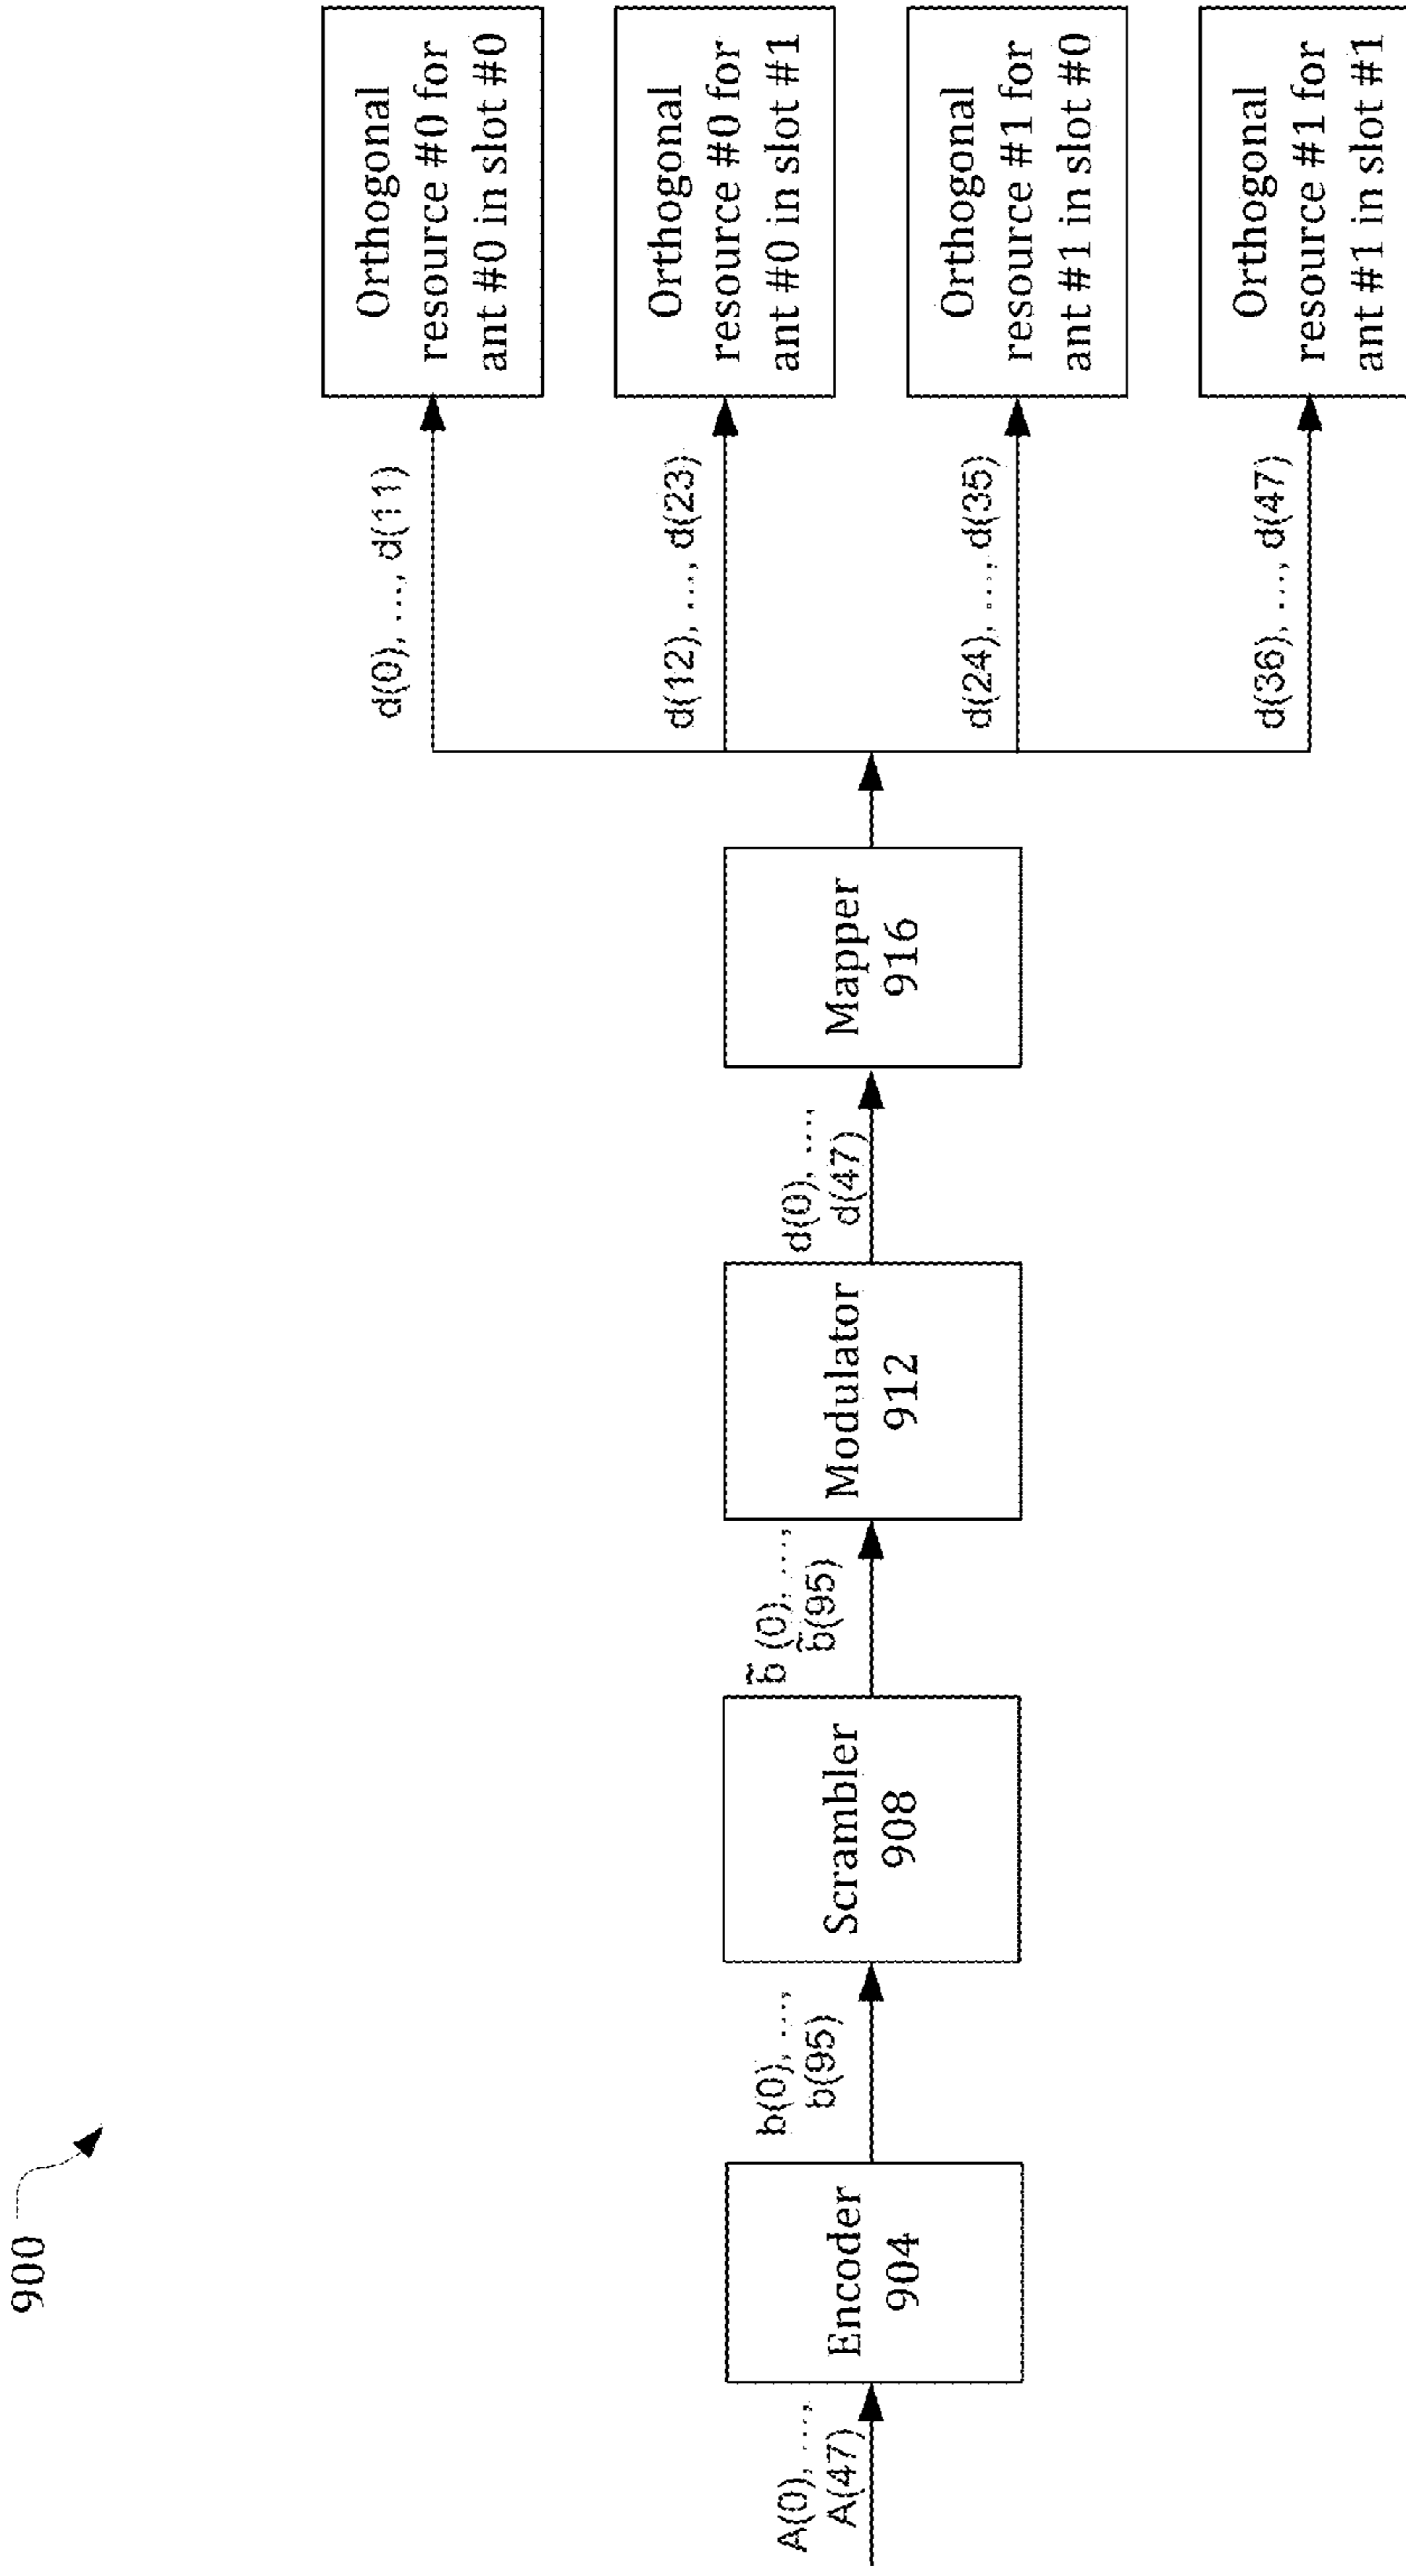 900
A(0), ...,
A(47)
Encoder
904
b(0), ...,
b(95)
Scrambler
908
b̃(0), ...,
b̃(95)
Modulator
912
d(0), ...,
d(47)
Mapper
916
d(0), ..., d(11)
Orthogonal
resource #0 for
ant #0 in slot #0
d(12), ..., d(23)
Orthogonal
resource #0 for
ant #0 in slot #1
d(24), ..., d(35)
Orthogonal
resource #1 for
ant #1 in slot #0
d(36), ..., d(47)
Orthogonal
resource #1 for
ant #1 in slot #1